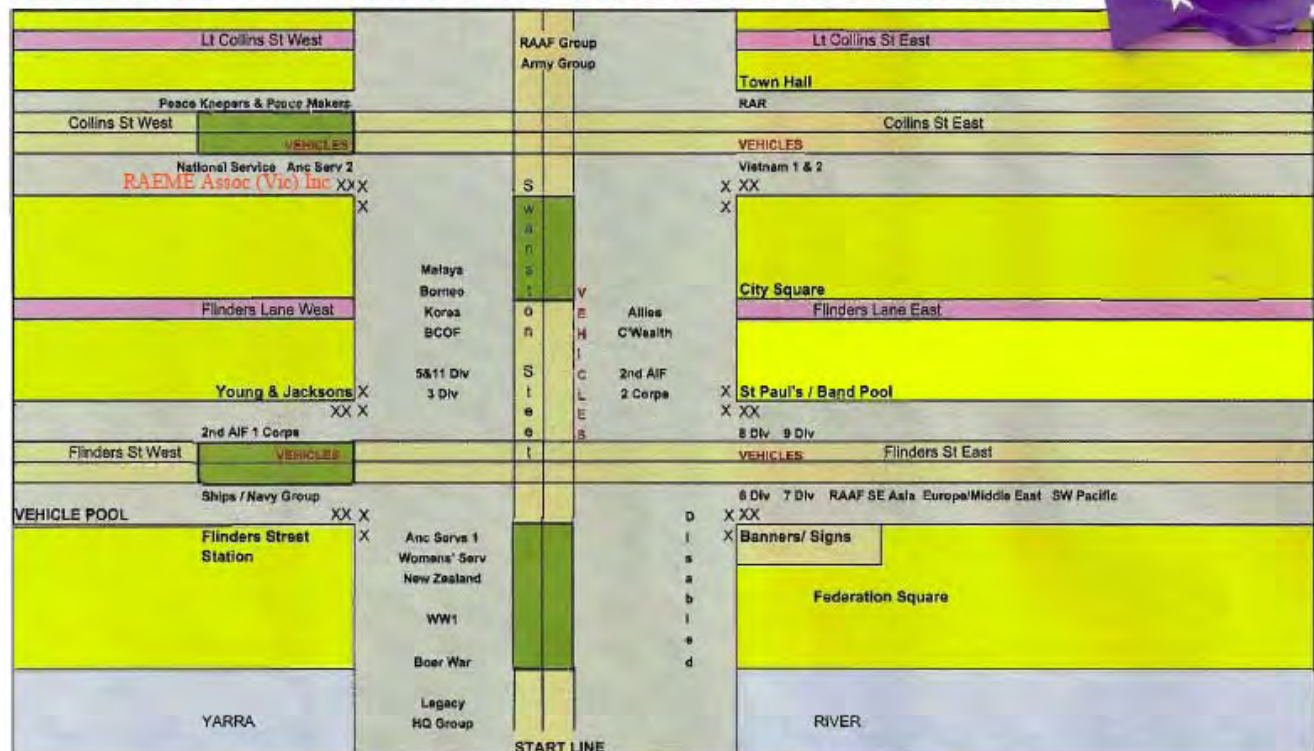 Lt Collins St West RAAF Group Lt Collins St East
Army Group
Town Hall
Peace Keepers & Peace Makers RAR
Collins St West Collins St East
VEHICLES VEHICLES
National Service Anc Serv 2 Vietnam 1 & 2
RAEME Assoc (Vic) Inc XX X X XX
X X
Swanston Street
Malaya
Borneo City Square
VEHICLES
Flinders Lane West Korea Allies Flinders Lane East
BCOF C'Wealth
5&11 Div 2nd AIF
Young & Jacksons X 3 Div 2 Corps X St Paul's / Band Pool
XX X X XX
2nd AIF 1 Corps 8 Div 9 Div
Flinders St West VEHICLES VEHICLES Flinders St East
Ships / Navy Group 6 Div 7 Div RAAF SE Asia Europe/Middle East SW Pacific
VEHICLE POOL XX X X XX
Disabled
Flinders Street X Anc Servs 1 X Banners/ Signs
Station Womens' Serv
New Zealand
Federation Square
WW1
Boer War
Legacy
YARRA HQ Group RIVER
START LINE